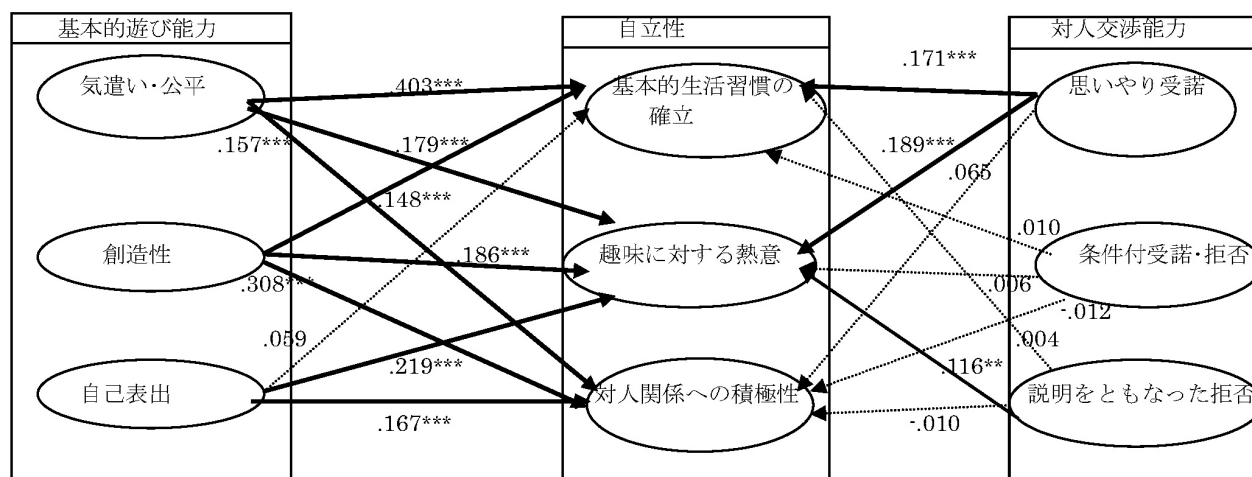 基本的遊び能力
自立性
対人交渉能力
気遣い・公平
.403***
基本的生活習慣の
確立
.171***
思いやり受諾
.157***
.179***
.189***
.065
.148***
創造性
.186***
趣味に対する熱意
.010
条件付受諾・拒否
.308***
.006
-.012
.059
.004
.219***
.116**
自己表出
対人関係への積極性
説明をともなった拒否
.167***
-.010